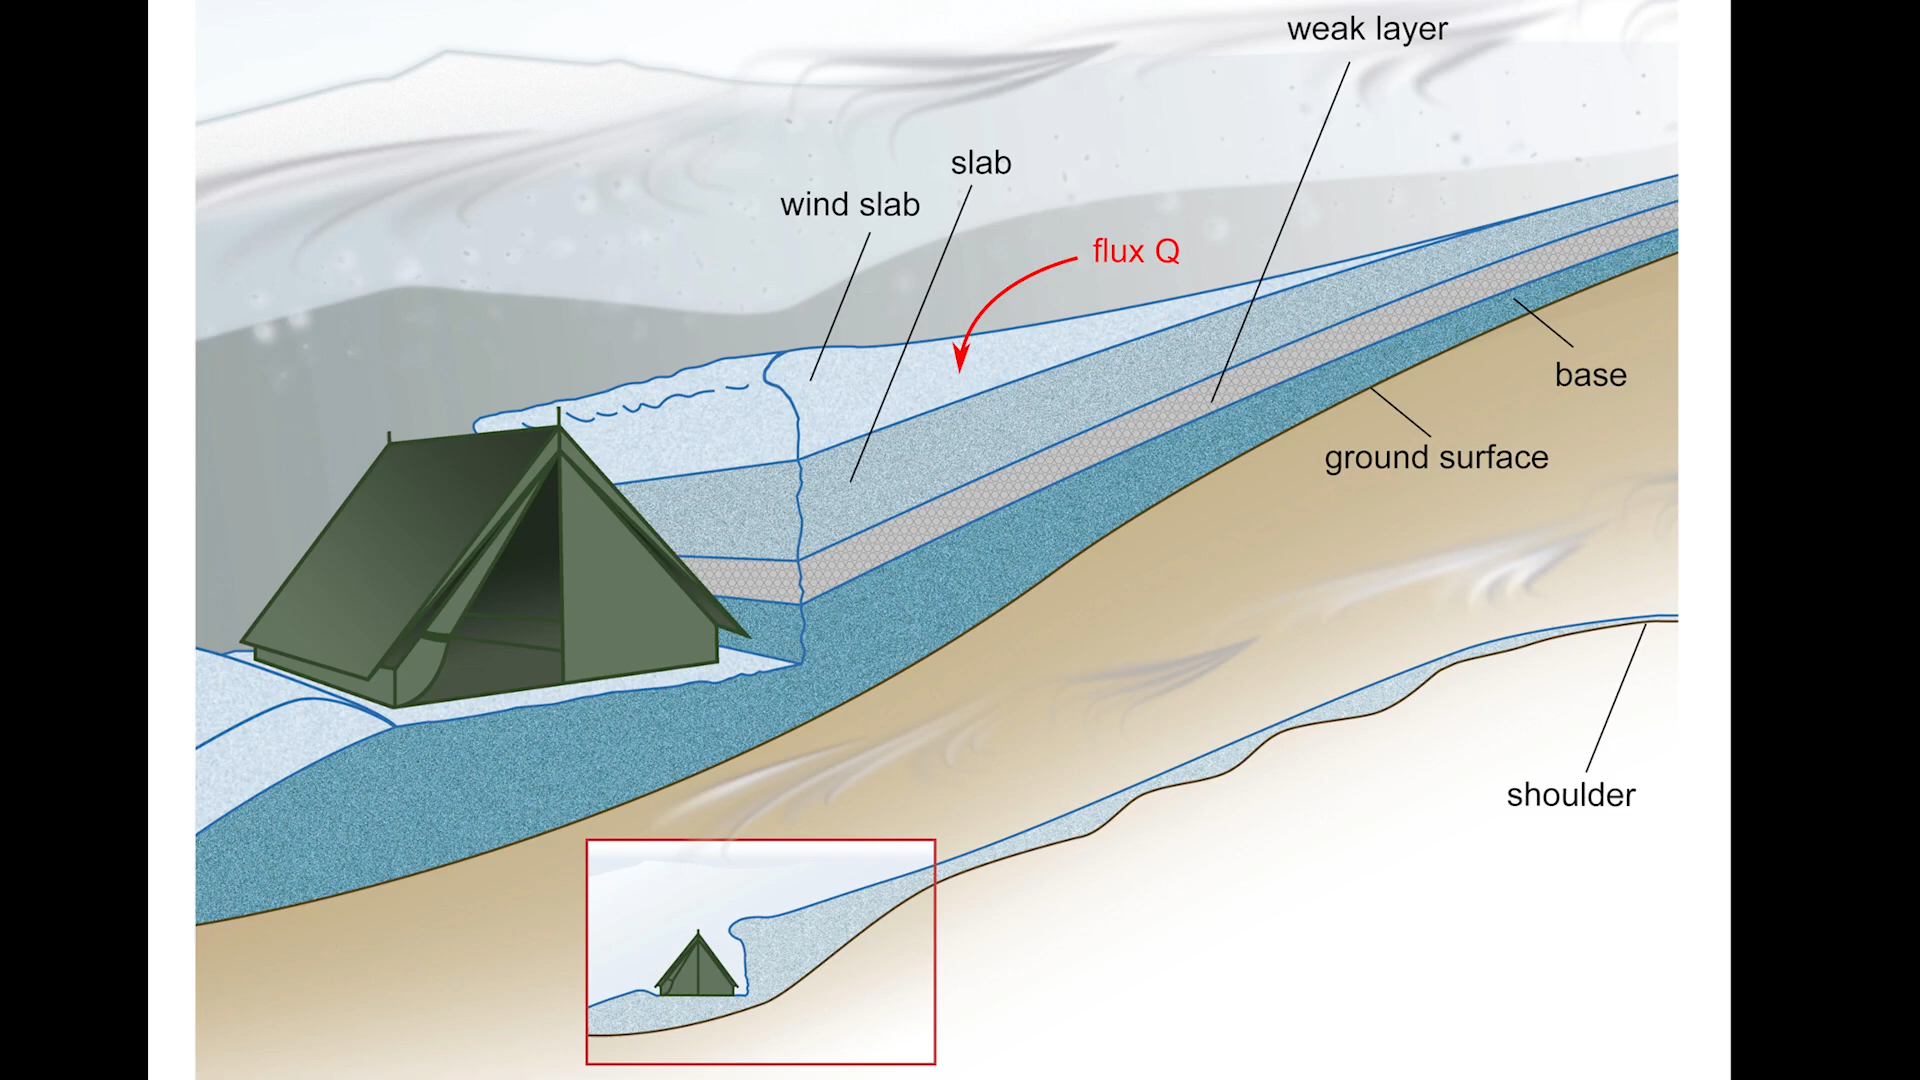 weak layer
slab
wind slab
flux Q
base
ground surface
shoulder